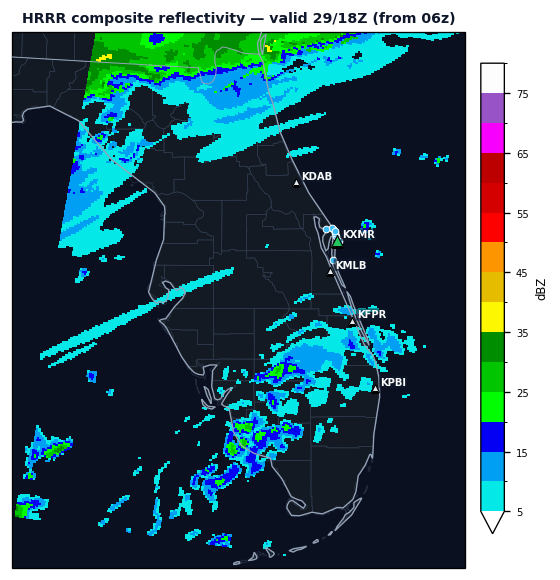 HRRR composite reflectivity — valid 29/18Z (from 06z)
KDAB
KXMR
KMLB
KFPR
KPBI
75
65
55
45
35
25
15
5
dBZ